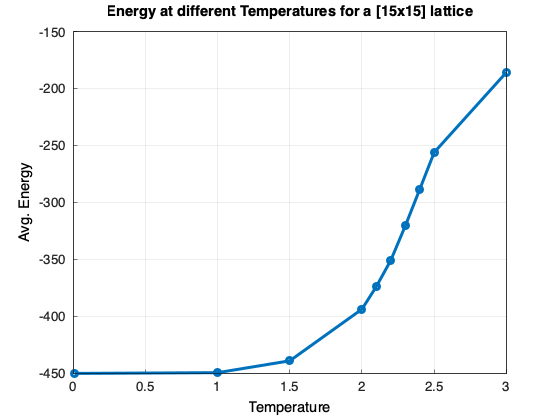 Energy at different Temperatures for a [15x15] lattice
-150
-200
-250
-300
-350
-400
-450
Avg. Energy
0 0.5 1 1.5 2 2.5 3
Temperature